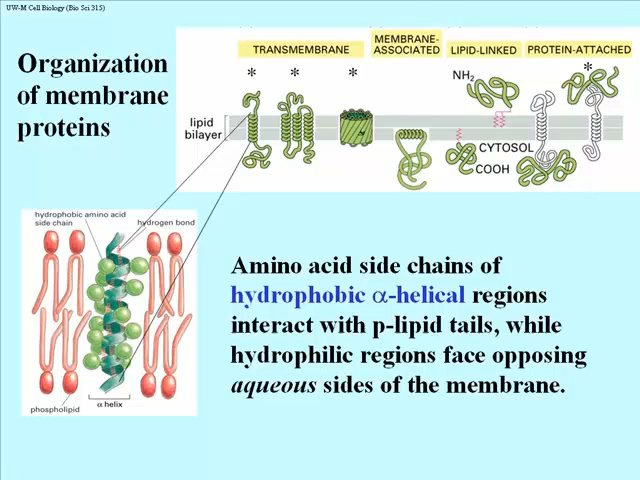 UW-M Cell Biology (Bio Sci 315)
Organization
of membrane
proteins
TRANSMEMBRANE
MEMBRANE-
ASSOCIATED
LIPID-LINKED
PROTEIN-ATTACHED
* * * *
NH2
lipid
bilayer
CYTOSOL
COOH
hydrophobic amino acid
side chain
hydrogen bond
phospholipid
α helix
Amino acid side chains of
hydrophobic α-helical regions
interact with p-lipid tails, while
hydrophilic regions face opposing
aqueous sides of the membrane.